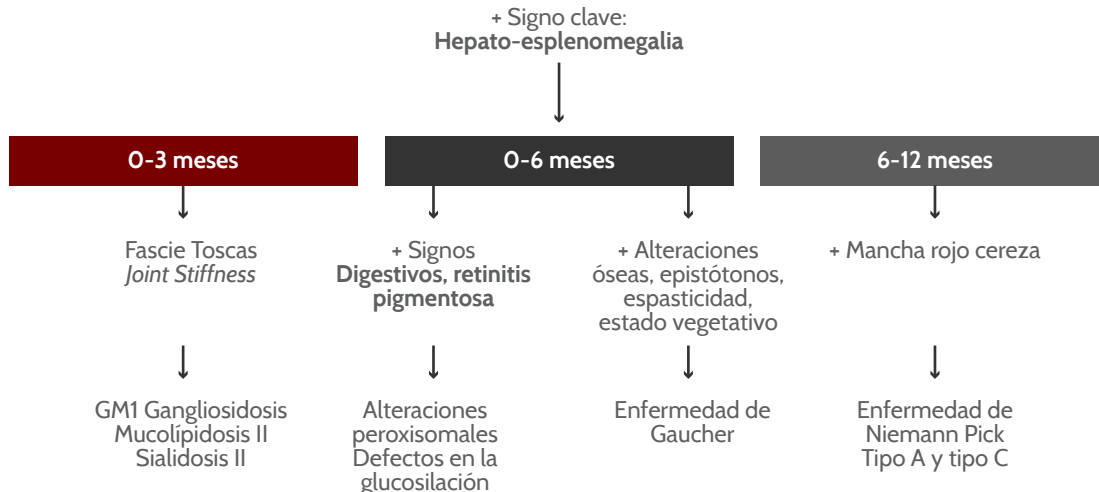 + Signo clave:
Hepato-esplenomegalia
0-3 meses
0-6 meses
6-12 meses
Fascie Toscas
Joint Stiffness
+ Signos
Digestivos, retinitis
pigmentosa
+ Alteraciones
óseas, epistótonos,
espasticidad,
estado vegetativo
+ Mancha rojo cereza
GM1 Gangliosidosis
Mucolípidosis II
Sialidosis II
Alteraciones
peroxisomales
Defectos en la
glucosilación
Enfermedad de
Gaucher
Enfermedad de
Niemann Pick
Tipo A y tipo C